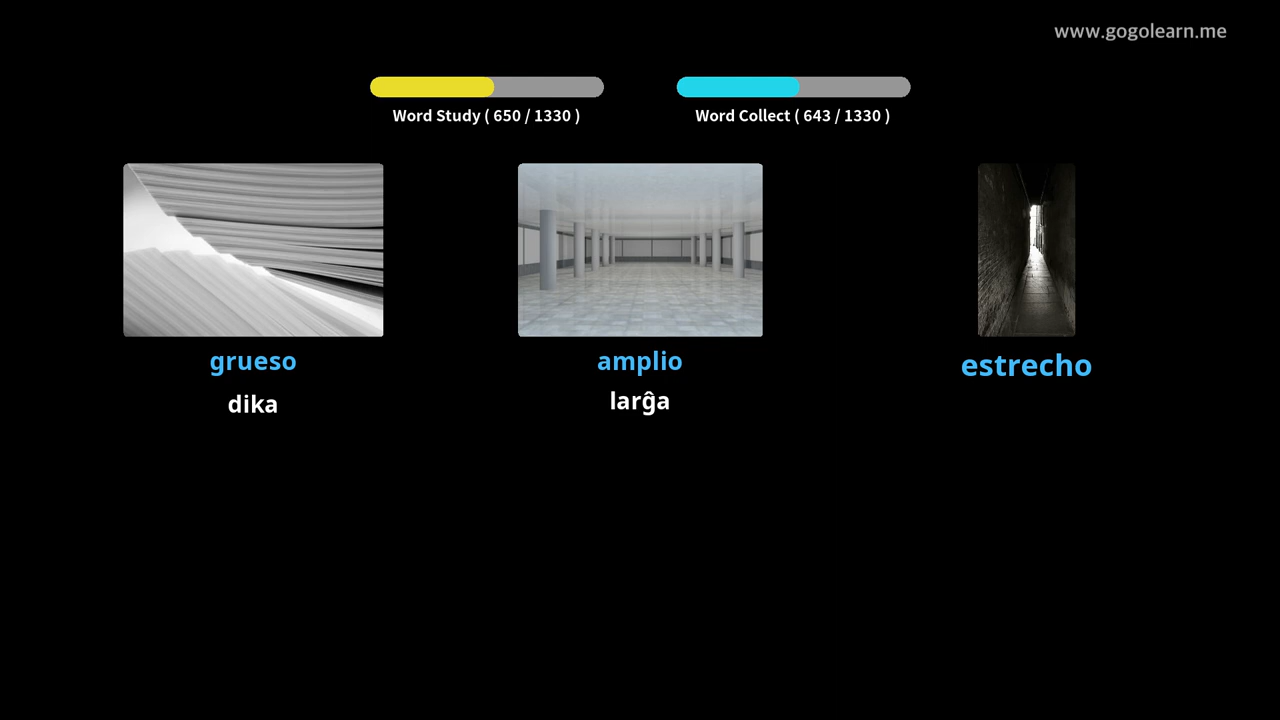 www.gogolearn.me
Word Study ( 650 / 1330 )
Word Collect ( 643 / 1330 )
grueso
amplio
estrecho
dika
larĝa